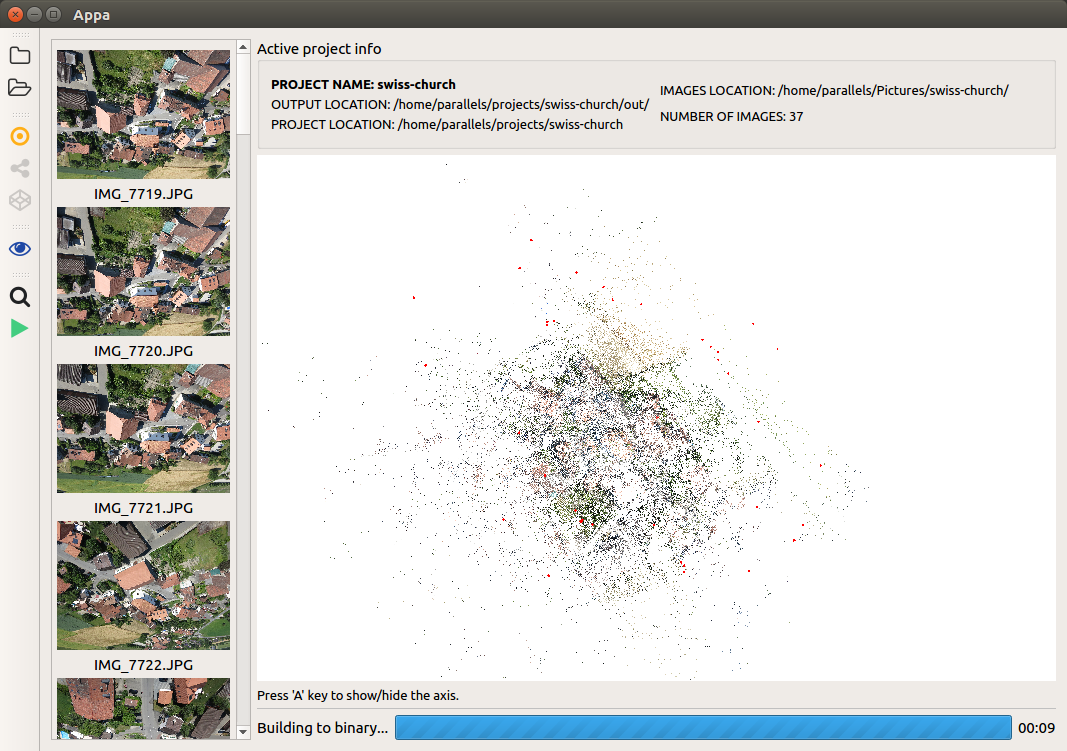 Appa
Active project info
PROJECT NAME: swiss-church
OUTPUT LOCATION: /home/parallels/projects/swiss-church/out/
PROJECT LOCATION: /home/parallels/projects/swiss-church
IMAGES LOCATION: /home/parallels/Pictures/swiss-church/
NUMBER OF IMAGES: 37
IMG_7719.JPG
IMG_7720.JPG
IMG_7721.JPG
IMG_7722.JPG
Press 'A' key to show/hide the axis.
Building to binary...
00:09